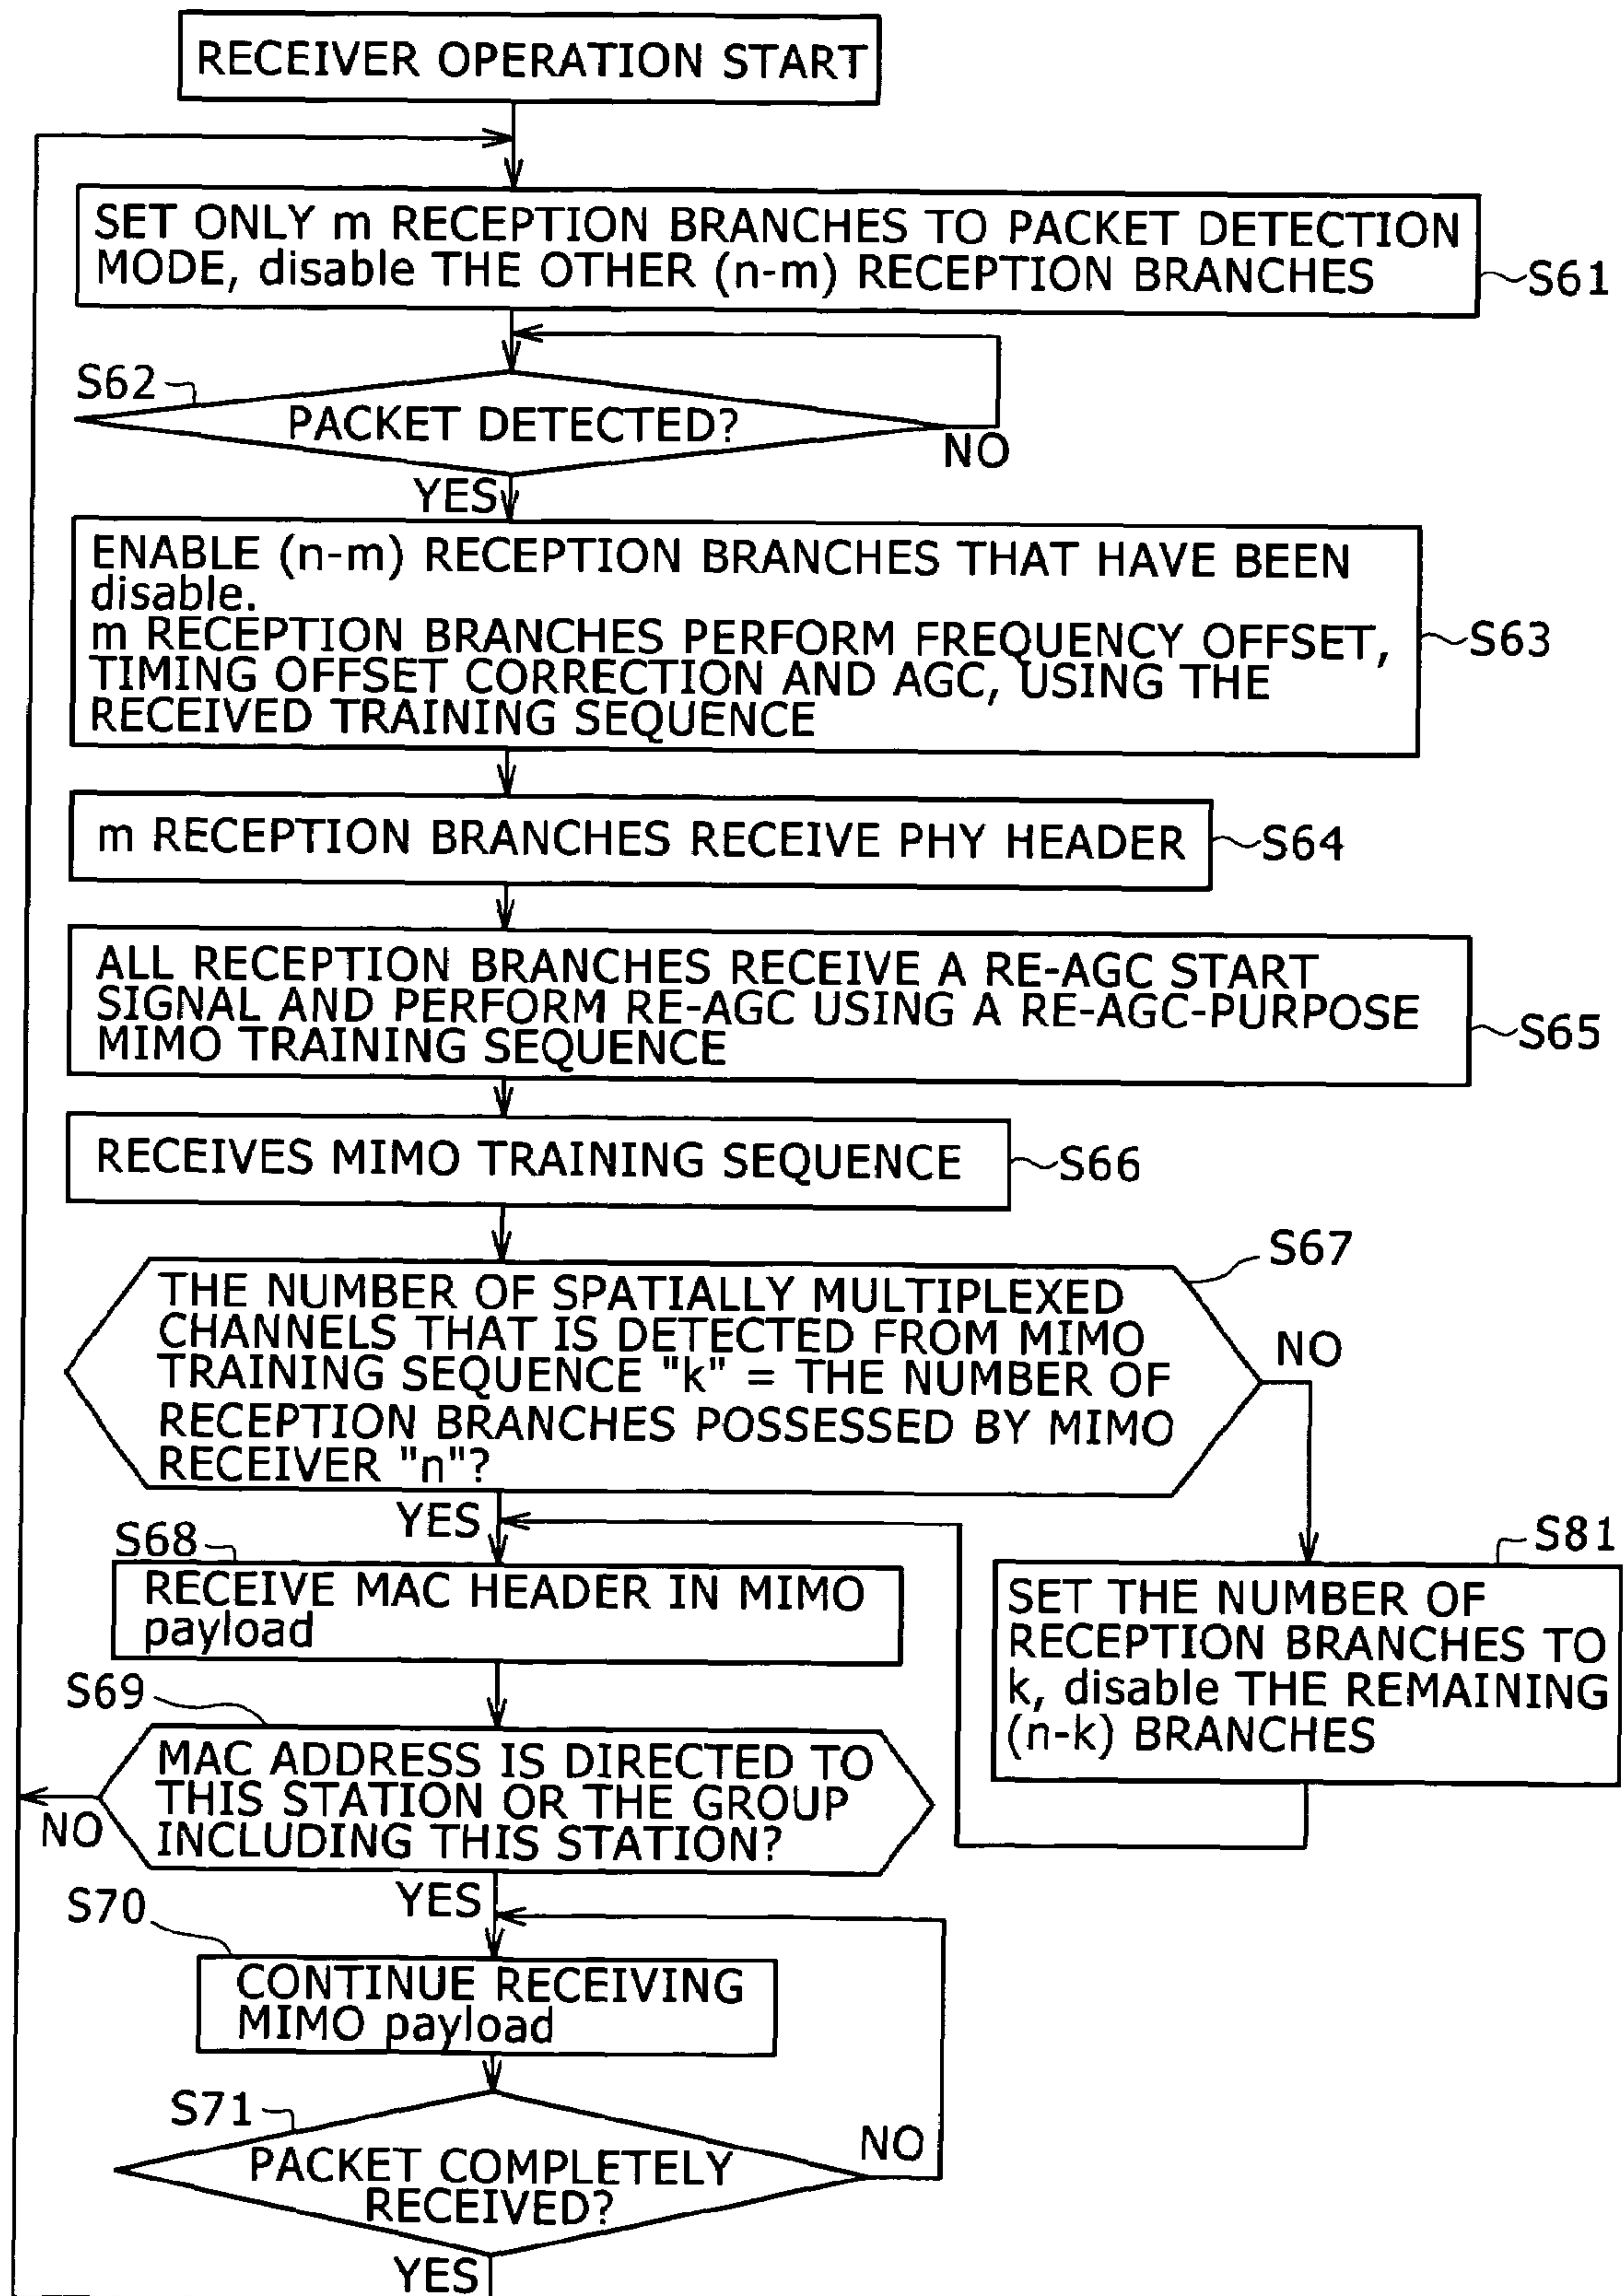 RECEIVER OPERATION START
SET ONLY m RECEPTION BRANCHES TO PACKET DETECTION
MODE, disable THE OTHER (n-m) RECEPTION BRANCHES
S61
S62
PACKET DETECTED?
NO
YES
ENABLE (n-m) RECEPTION BRANCHES THAT HAVE BEEN
disable.
m RECEPTION BRANCHES PERFORM FREQUENCY OFFSET,
TIMING OFFSET CORRECTION AND AGC, USING THE
RECEIVED TRAINING SEQUENCE
S63
m RECEPTION BRANCHES RECEIVE PHY HEADER
S64
ALL RECEPTION BRANCHES RECEIVE A RE-AGC START
SIGNAL AND PERFORM RE-AGC USING A RE-AGC-PURPOSE
MIMO TRAINING SEQUENCE
S65
RECEIVES MIMO TRAINING SEQUENCE
S66
S67
THE NUMBER OF SPATIALLY MULTIPLEXED
CHANNELS THAT IS DETECTED FROM MIMO
TRAINING SEQUENCE "k" = THE NUMBER OF
RECEPTION BRANCHES POSSESSED BY MIMO
RECEIVER "n"?
NO
YES
S68
RECEIVE MAC HEADER IN MIMO
payload
S81
SET THE NUMBER OF
RECEPTION BRANCHES TO
k, disable THE REMAINING
(n-k) BRANCHES
S69
MAC ADDRESS IS DIRECTED TO
THIS STATION OR THE GROUP
INCLUDING THIS STATION?
NO
YES
S70
CONTINUE RECEIVING
MIMO payload
S71
PACKET COMPLETELY
RECEIVED?
NO
YES